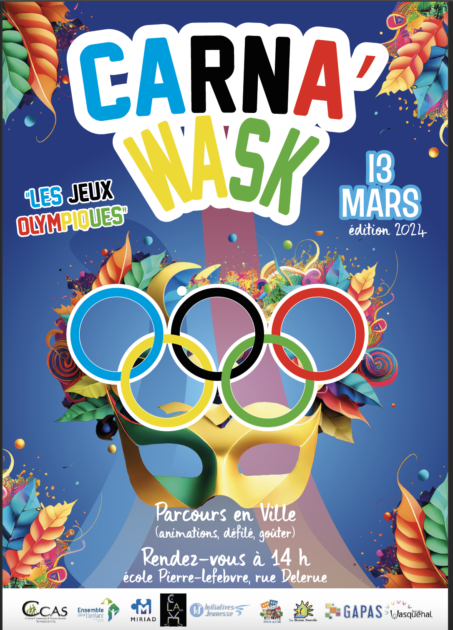 CARNA'
WASK
"LES JEUX
OLYMPIQUES"
13
MARS
édition 2024
Parcours en Ville
(animations, défilé, goûter)
Rendez-vous à 14 h
école Pierre-Lefebvre, rue Delerue
CCAS
Ensemble
MIRIAD
Initiatives
Jeunesse
GAPAS
Wasquehal